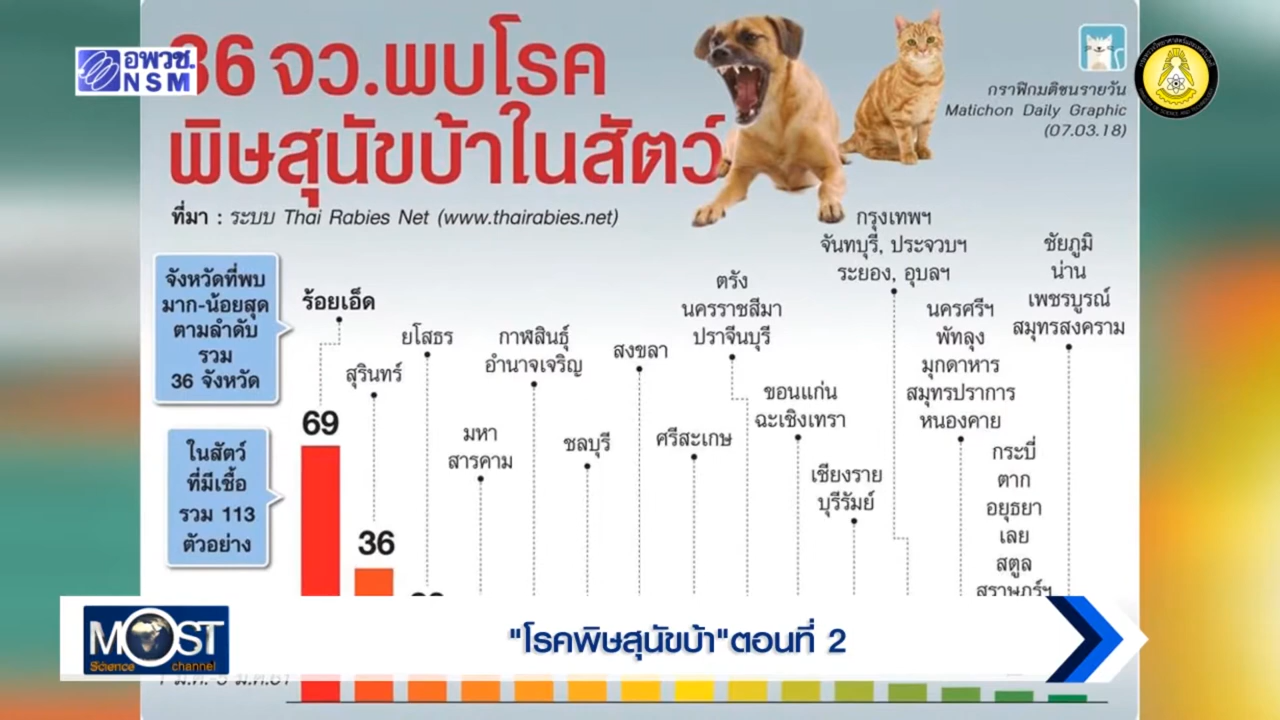 อพวช.
NSM
36 จว.พบโรค
พิษสุนัขบ้าในสัตว์
ที่มา : ระบบ Thai Rabies Net (www.thairabies.net)
กราฟิกมติชนรายวัน
Matichon Daily Graphic
(07.03.18)
จังหวัดที่พบ
มาก-น้อยสุด
ตามลำดับ
รวม
36 จังหวัด
ในสัตว์
ที่มีเชื้อ
รวม 113
ตัวอย่าง
ร้อยเอ็ด
69
สุรินทร์
36
ยโสธร
มหา
สารคาม
กาฬสินธุ์
อำนาจเจริญ
ชลบุรี
สงขลา
ศรีสะเกษ
ตรัง
นครราชสีมา
ปราจีนบุรี
ขอนแก่น
ฉะเชิงเทรา
เชียงราย
บุรีรัมย์
กรุงเทพฯ
จันทบุรี, ประจวบฯ
ระยอง, อุบลฯ
นครศรีฯ
พัทลุง
มุกดาหาร
สมุทรปราการ
หนองคาย
กระบี่
ตาก
อยุธยา
เลย
สตูล
สุราษฎร์ฯ
ชัยภูมิ
น่าน
เพชรบูรณ์
สมุทรสงคราม
MOST
Science channel
"โรคพิษสุนัขบ้า"ตอนที่ 2